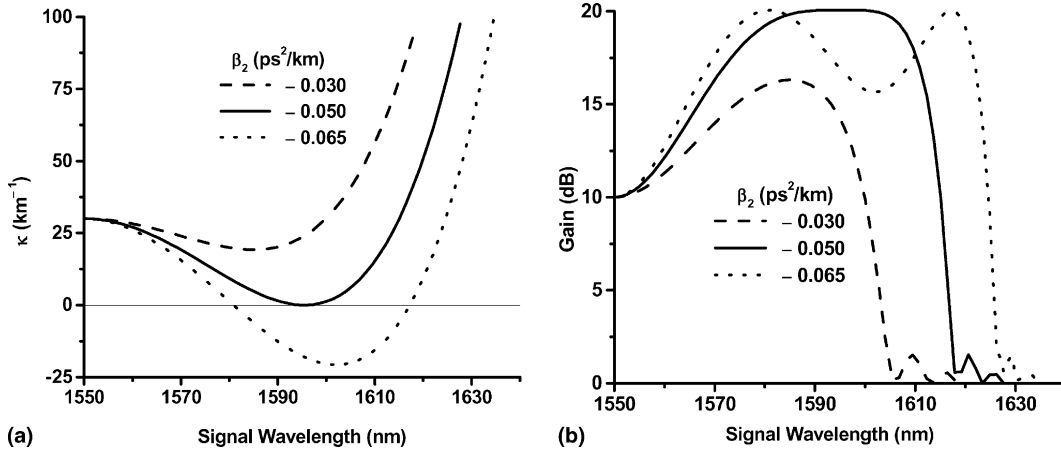 100
75
50
25
0
-25
κ (km⁻¹)
β₂ (ps²/km)
– 0.030
– 0.050
– 0.065
1550 1570 1590 1610 1630
Signal Wavelength (nm)
(a)
20
15
10
5
0
Gain (dB)
β₂ (ps²/km)
– 0.030
– 0.050
– 0.065
1550 1570 1590 1610 1630
Signal Wavelength (nm)
(b)